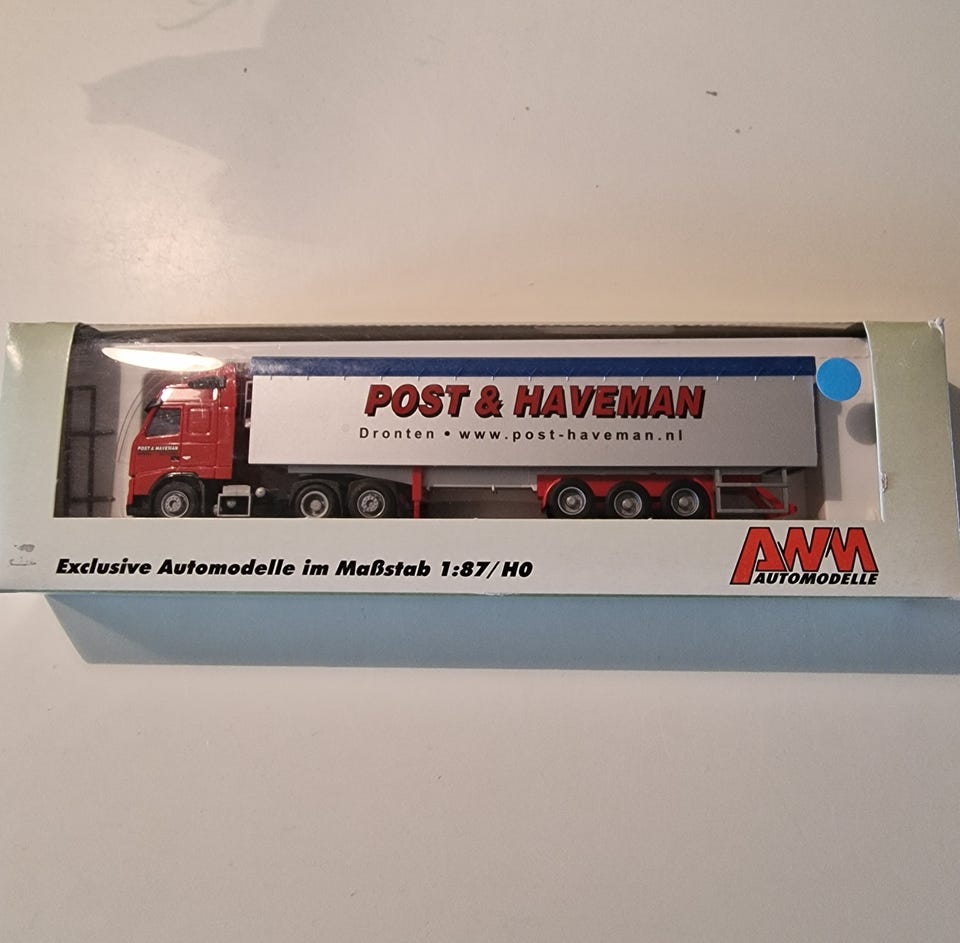 POST & HAVEMAN
Dronten • www.post-haveman.nl
POST & HAVEMAN
Exclusive Automodelle im Maßstab 1:87/H0
AWM
AUTOMODELLE